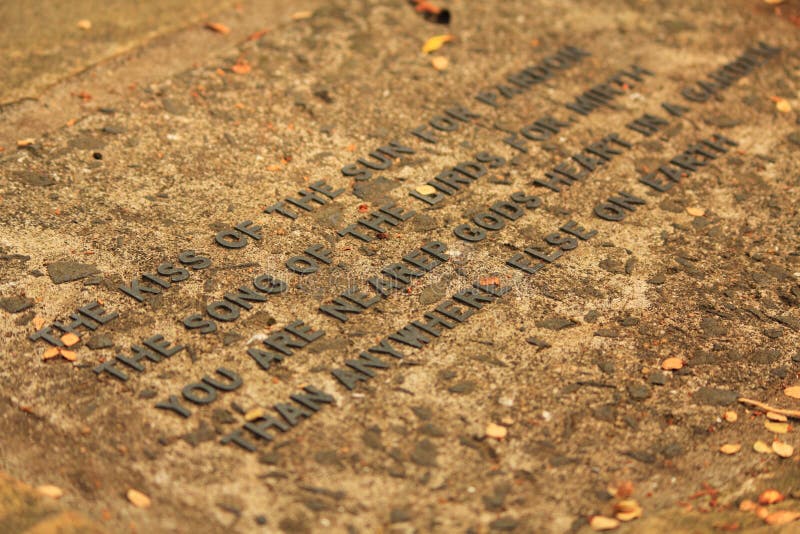 THE KISS OF THE SUN FOR PARDON
THE SONG OF THE BIRDS FOR MIRTH
YOU ARE NEARER GODS HEART IN A GARDEN
THAN ANYWHERE ELSE ON EARTH